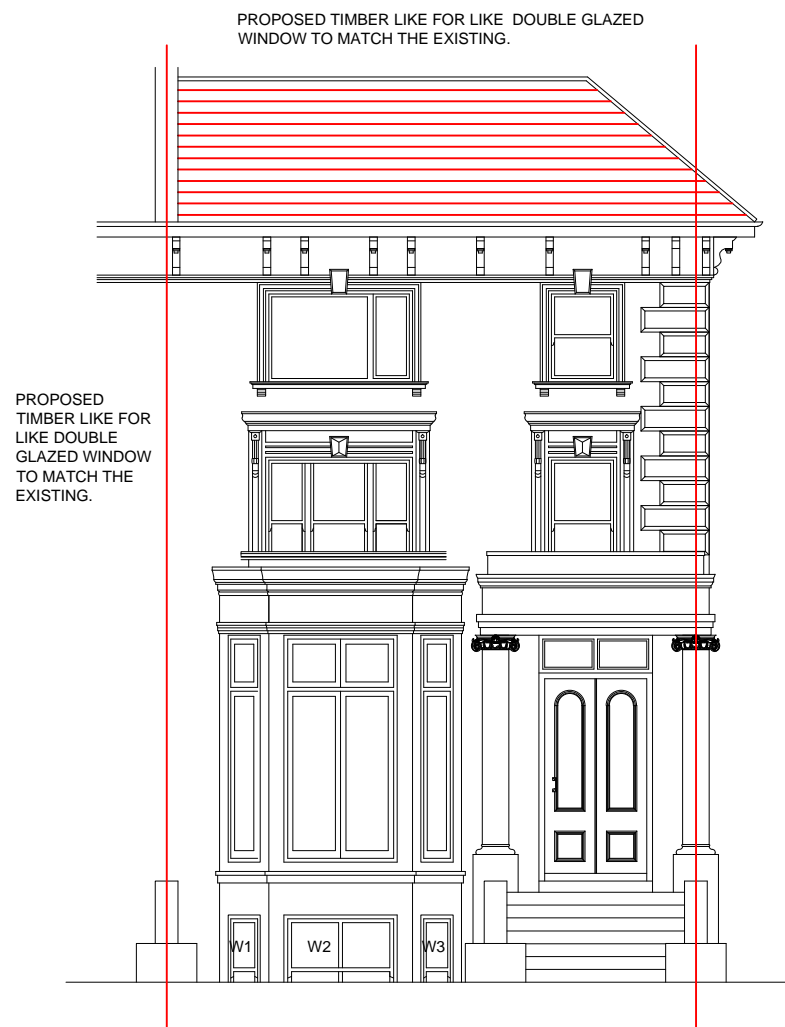 PROPOSED TIMBER LIKE FOR LIKE DOUBLE GLAZED
WINDOW TO MATCH THE EXISTING.
PROPOSED
TIMBER LIKE FOR
LIKE DOUBLE
GLAZED WINDOW
TO MATCH THE
EXISTING.
W1
W2
W3